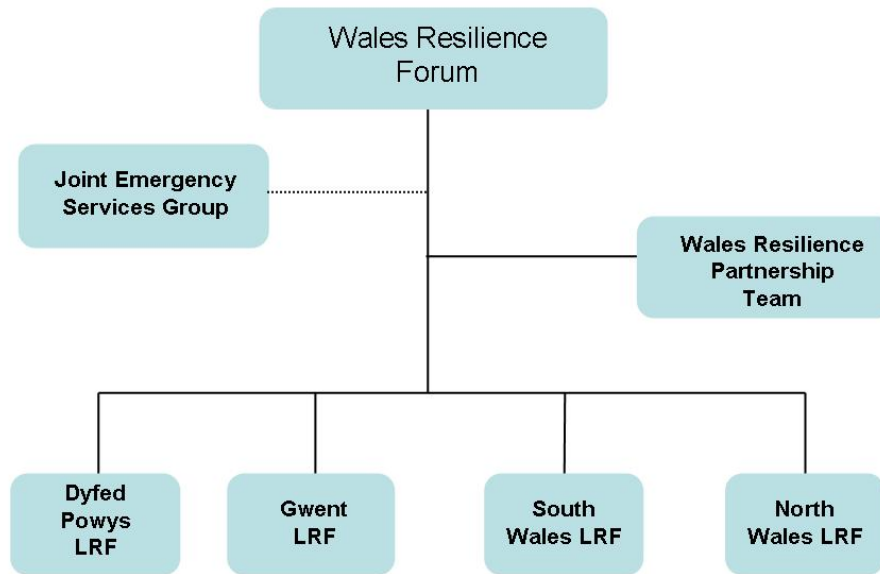 Wales Resilience
Forum
Joint Emergency
Services Group
Wales Resilience
Partnership
Team
Dyfed
Powys
LRF
Gwent
LRF
South
Wales LRF
North
Wales LRF